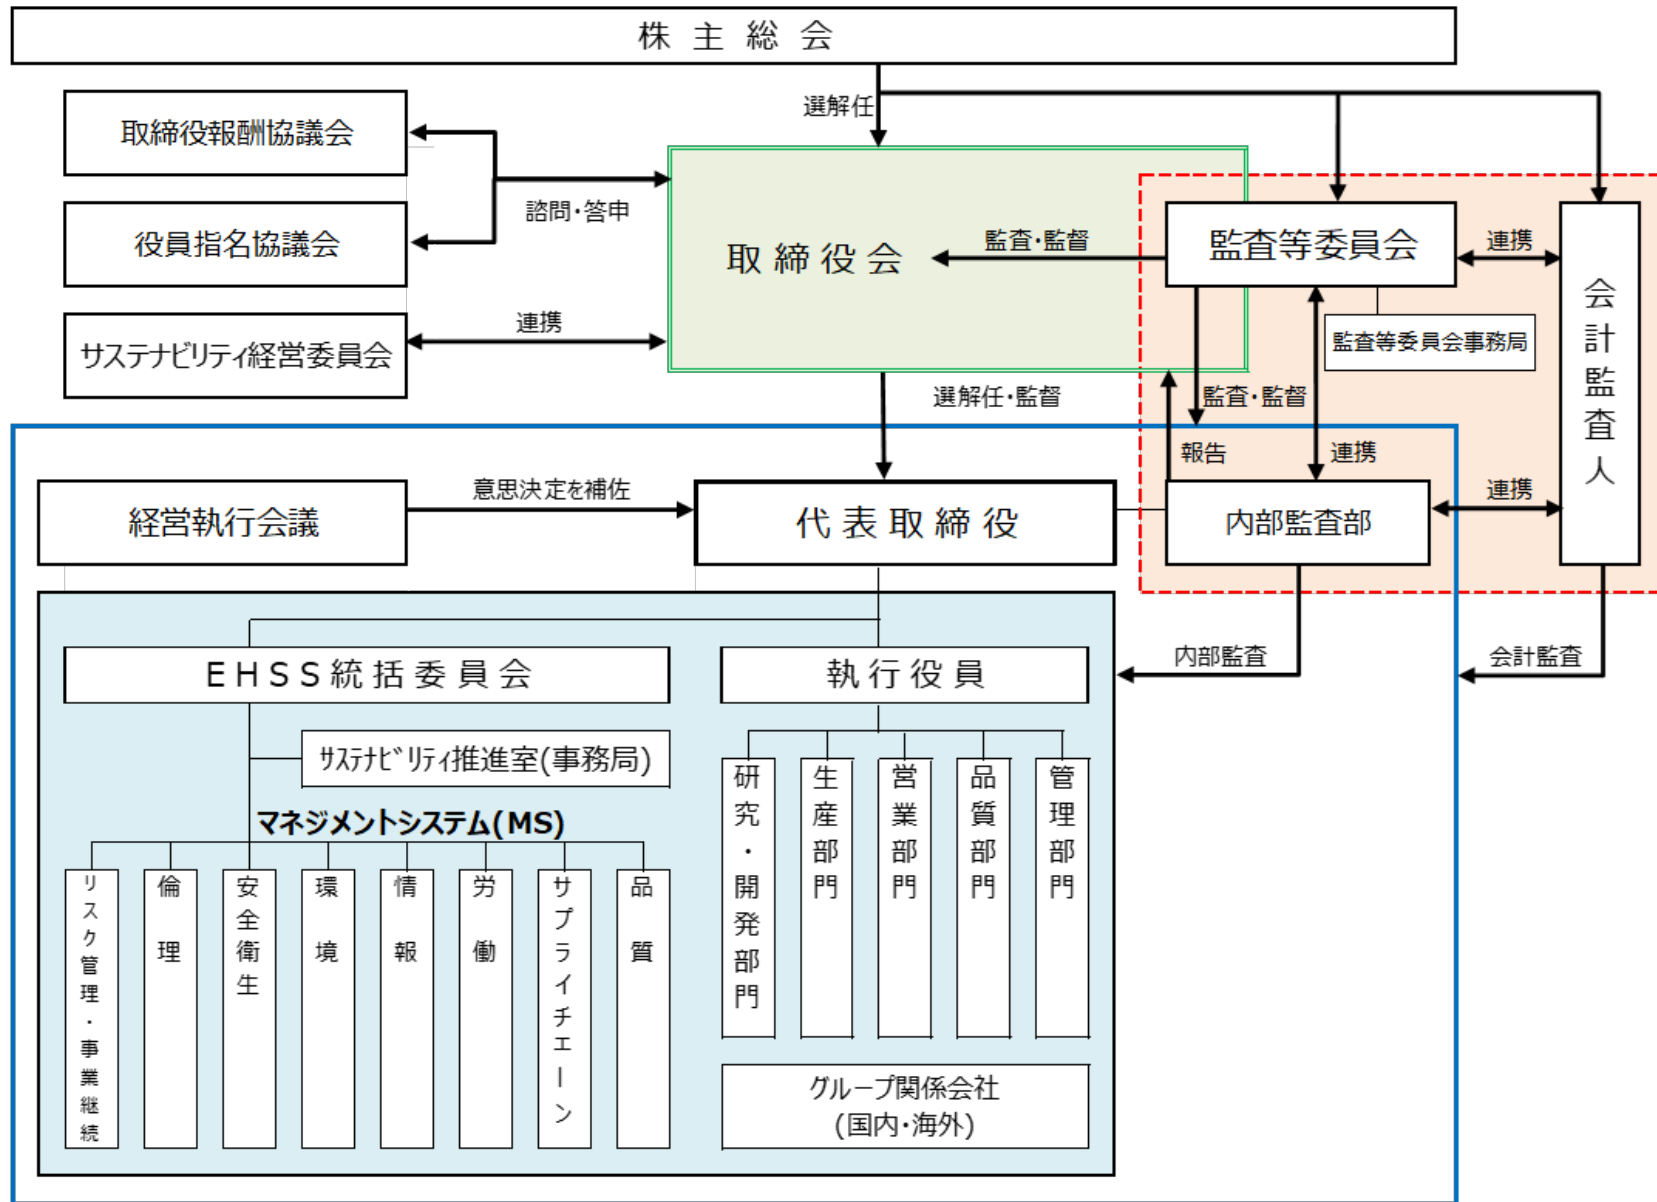 株主総会
選解任
取締役報酬協議会
役員指名協議会
諮問・答申
サステナビリティ経営委員会
連携
取締役会
監査・監督
監査等委員会
連携
監査等委員会事務局
会計監査人
選解任・監督
監査・監督
報告
連携
連携
経営執行会議
意思決定を補佐
代表取締役
内部監査部
内部監査
会計監査
EHSS統括委員会
執行役員
ｻｽﾃﾅﾋﾞﾘﾃｨ推進室(事務局)
マネジメントシステム(MS)
リスク管理・事業継続
倫理
安全衛生
環境
情報
労働
サプライチエーン
品質
研究・開発部門
生産部門
営業部門
品質部門
管理部門
グループ関係会社
(国内・海外)